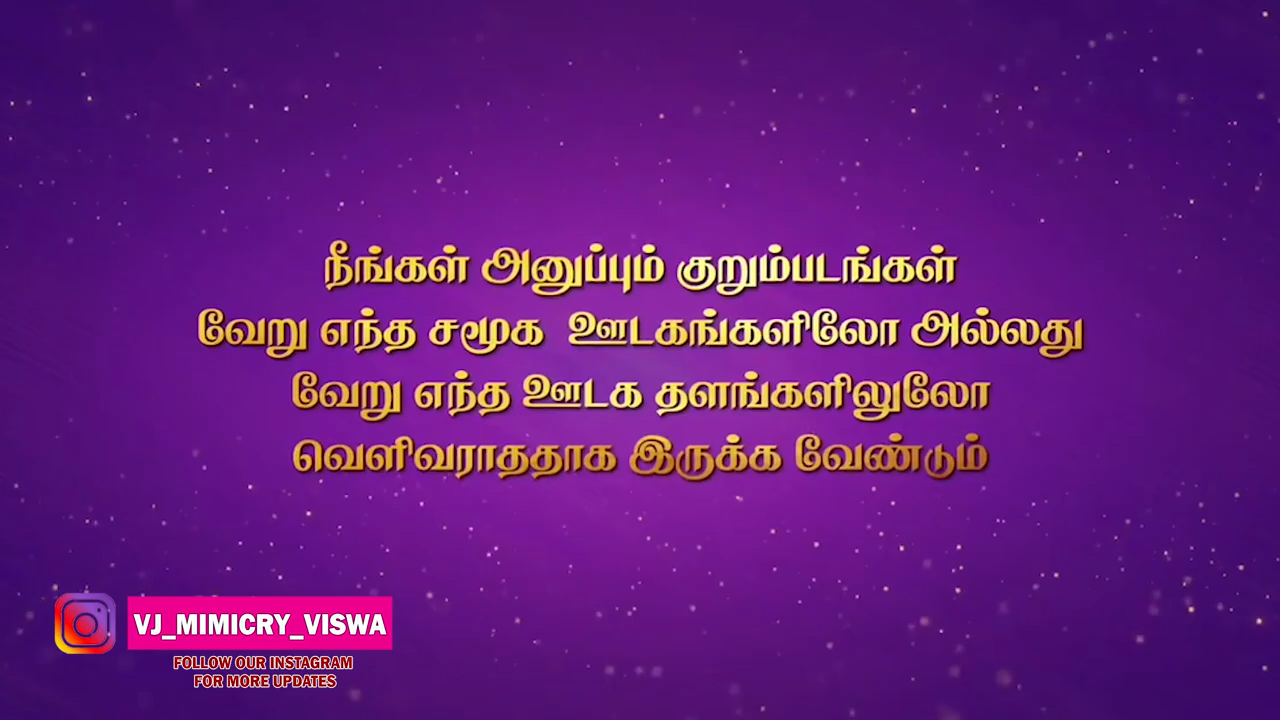 நீங்கள் அனுப்பும் குறும்படங்கள்
வேறு எந்த சமூக ஊடகங்களிலோ அல்லது
வேறு எந்த ஊடக தளங்களிலுலோ
வெளிவராததாக இருக்க வேண்டும்
VJ_MIMICRY_VISWA
FOLLOW OUR INSTAGRAM
FOR MORE UPDATES